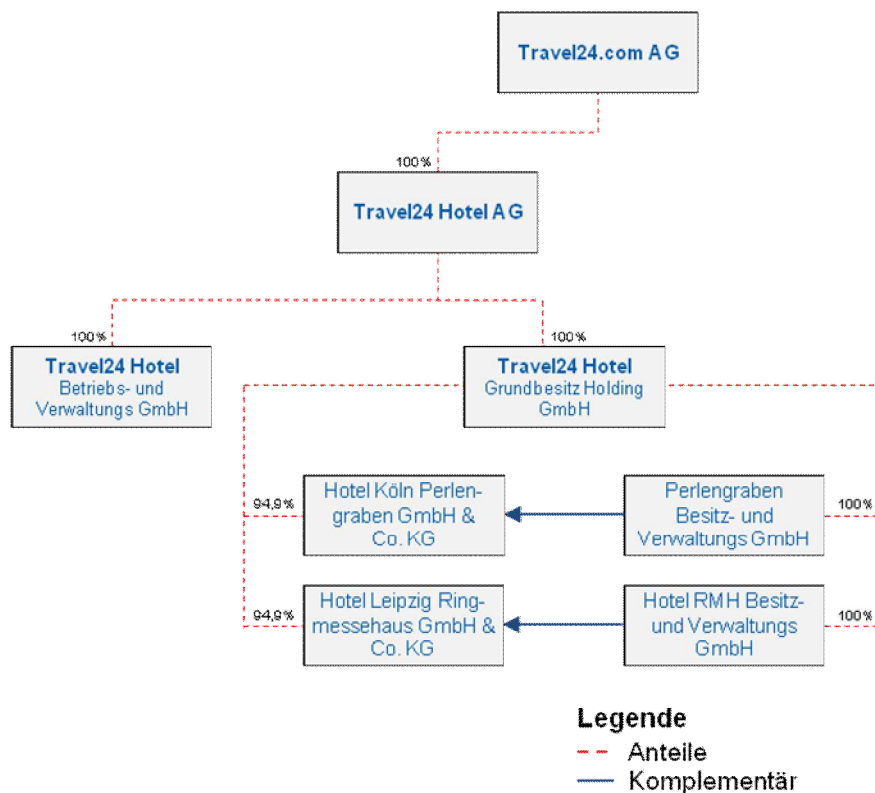 Travel24.com AG
100%
Travel24 Hotel AG
100%
100%
Travel24 Hotel
Betriebs- und
Verwaltungs GmbH
Travel24 Hotel
Grundbesitz Holding
GmbH
94,9%
Hotel Köln Perlen-
graben GmbH &
Co. KG
Perlengraben
Besitz- und
Verwaltungs GmbH
100%
94,9%
Hotel Leipzig Ring-
messehaus GmbH &
Co. KG
Hotel RMH Besitz-
und Verwaltungs
GmbH
100%
Legende
Anteile
Komplementär